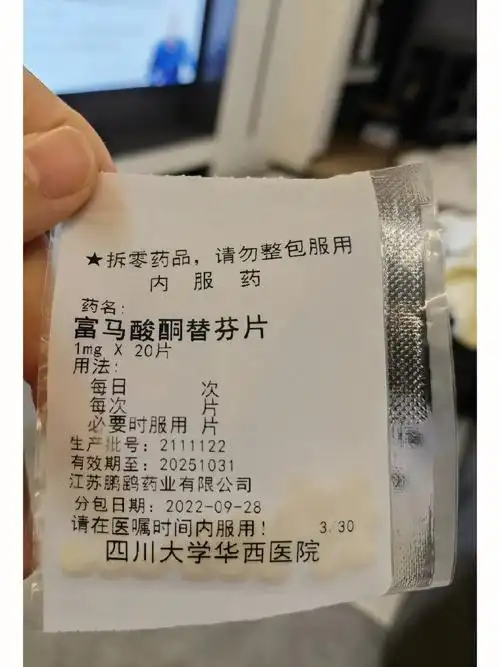 ★拆零药品，请勿整包服用
内 服 药
药名：
富马酸酮替芬片
1mg X 20片
用法：
每日 次
每次 片
必要时服用 片
生产批号：2111122
有效期至：20251031
江苏鹏鹞药业有限公司
分包日期：2022-09-28
请在医嘱时间内服用！ 3.30
四川大学华西医院